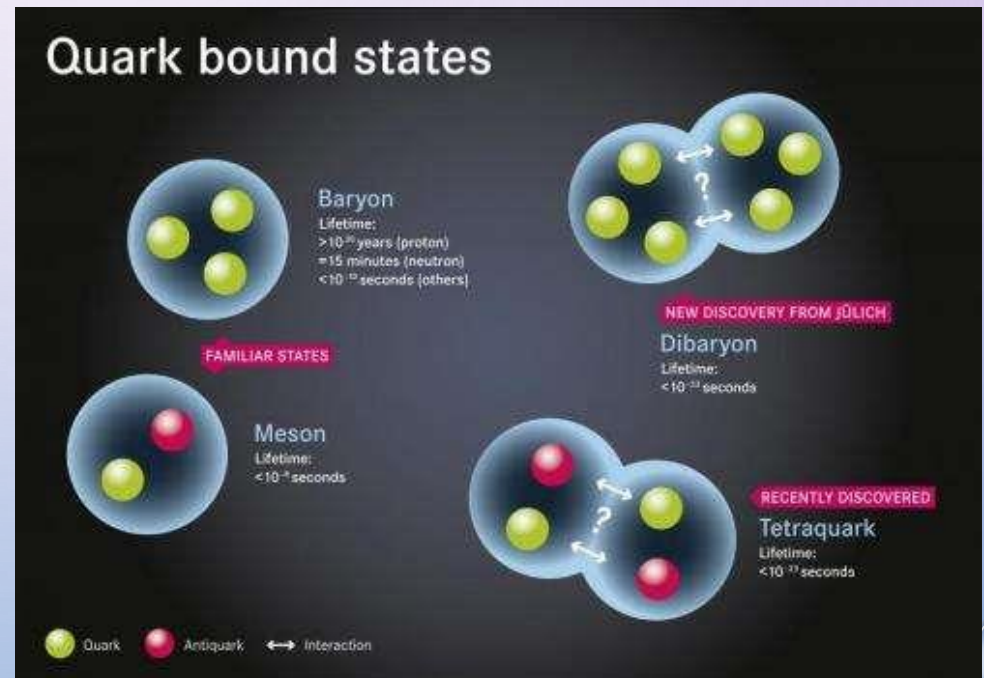 Quark bound states
Baryon
Lifetime:
years (proton)
=15 minutes (neutron)
seconds (others)
FAMILIAR STATES
Meson
Lifetime:
seconds
NEW DISCOVERY FROM JÜLICH
Dibaryon
Lifetime:
seconds
RECENTLY DISCOVERED
Tetraquark
Lifetime:
seconds
?
?
Quark Antiquark Interaction